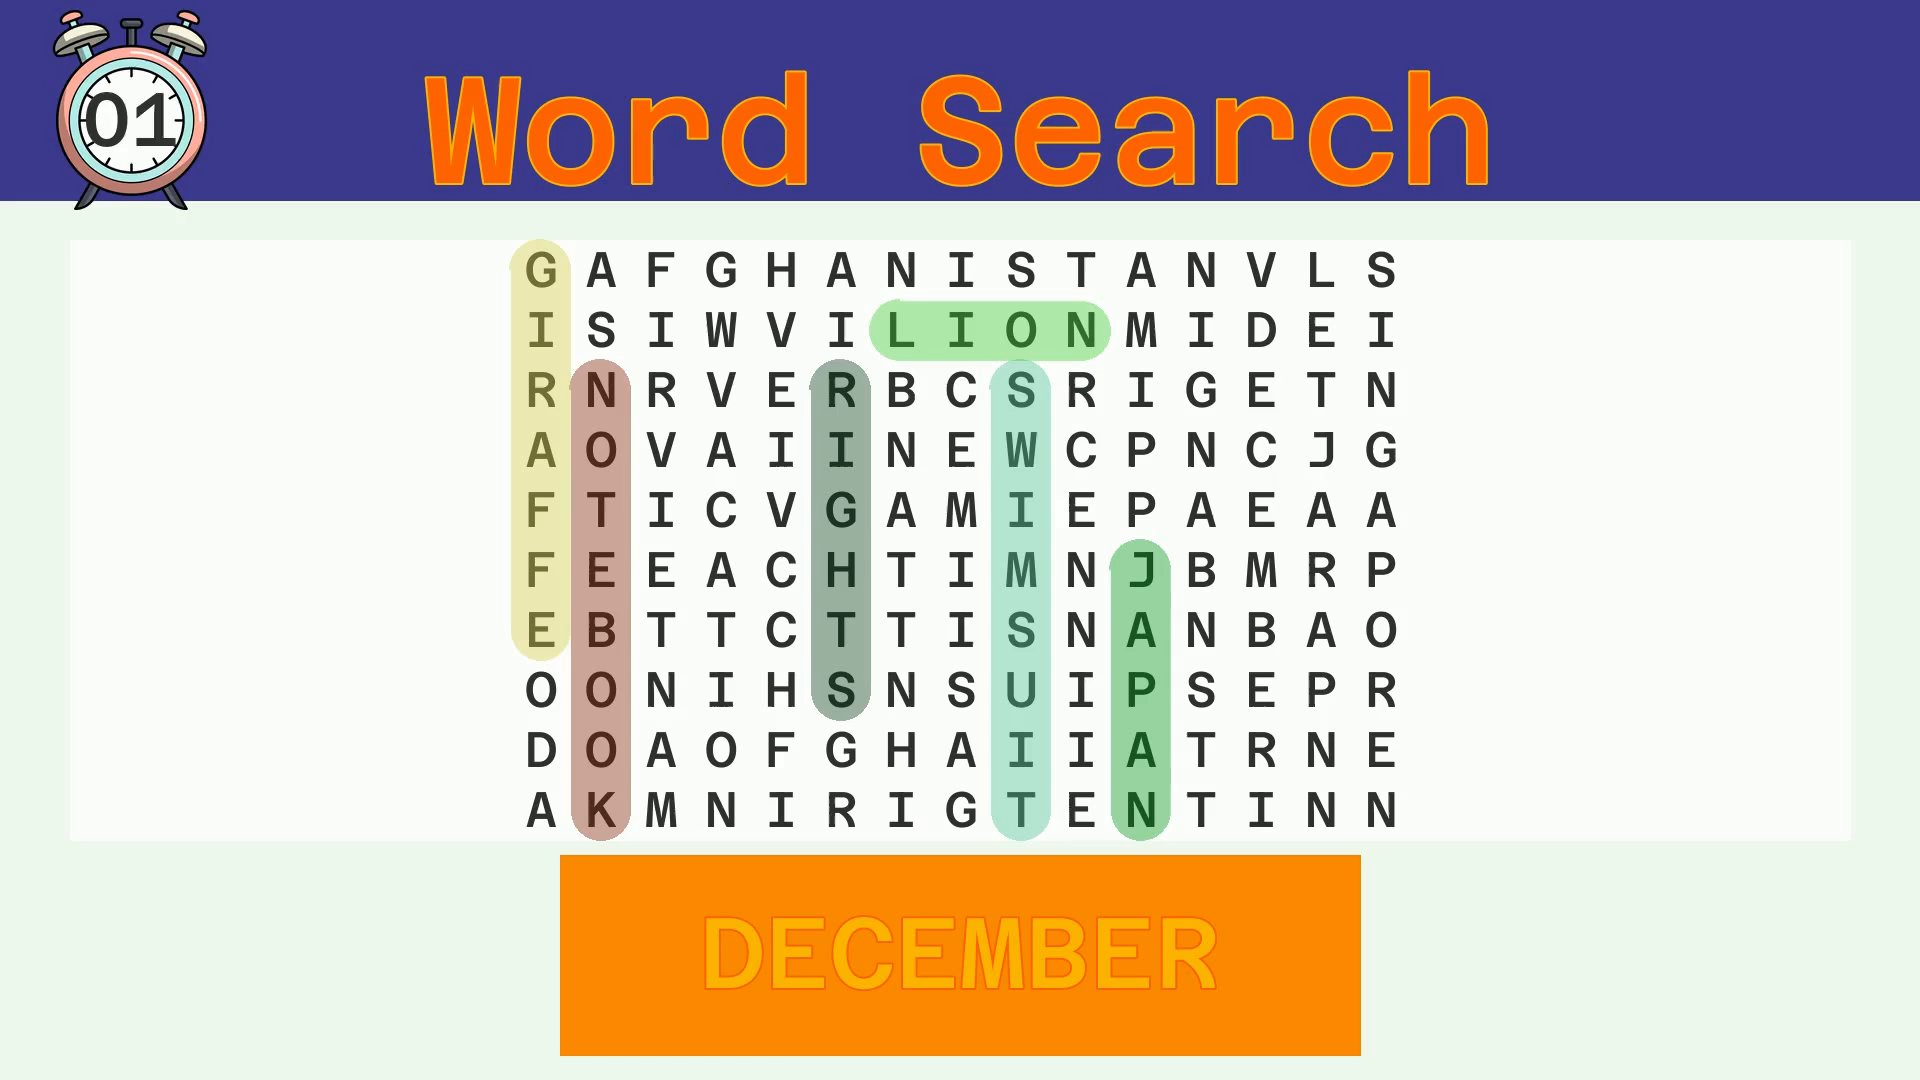 01
Word Search
G A F G H A N I S T A N V L S
I S I W V I L I O N M I D E I
R N R V E R B C S R I G E T N
A O V A I I N E W C P N C J G
F T I C V G A M I E P A E A A
F E E A C H T I M N J B M R P
E B T T C T T I S N A N B A O
O O N I H S N S U I P S E P R
D O A O F G H A I I A T R N E
A K M N I R I G T E N T I N N
DECEMBER